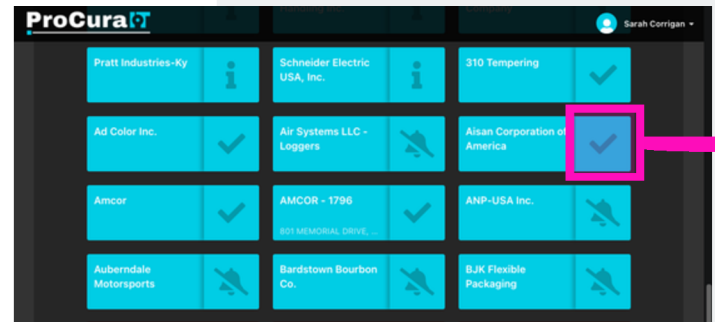 ProCuraIT
Sarah Corrigan
Pratt Industries-Ky
Schneider Electric
USA, Inc.
310 Tempering
Ad Color Inc.
Air Systems LLC -
Loggers
Aisan Corporation of
America
Amcor
AMCOR - 1796
801 MEMORIAL DRIVE, ...
ANP-USA Inc.
Auberndale
Motorsports
Bardstown Bourbon
Co.
BJK Flexible
Packaging